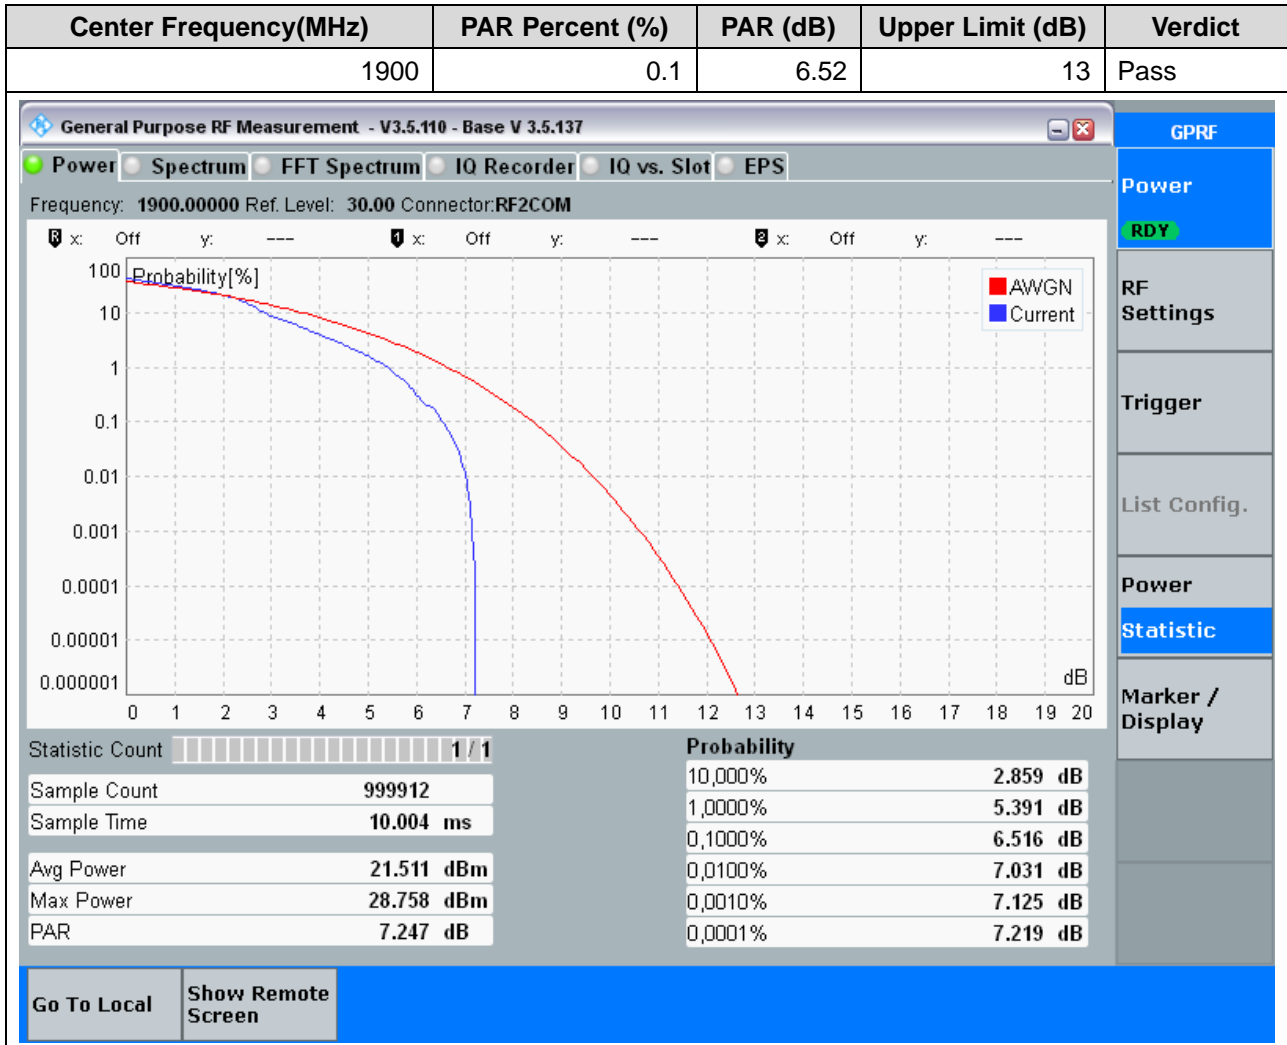 Center Frequency(MHz) PAR Percent (%) PAR (dB) Upper Limit (dB) Verdict
1900 0.1 6.52 13 Pass
General Purpose RF Measurement - V3.5.110 - Base V 3.5.137
GPRF
Power Spectrum FFT Spectrum IQ Recorder IQ vs. Slot EPS
Power
RDY
Frequency: 1900.00000 Ref. Level: 30.00 Connector:RF2COM
R x: Off y: --- 1 x: Off y: --- 2 x: Off y: ---
Probability[%]
AWGN
Current
100
10
1
0.1
0.01
0.001
0.0001
0.00001
0.000001
dB
0 1 2 3 4 5 6 7 8 9 10 11 12 13 14 15 16 17 18 19 20
RF
Settings
Trigger
List Config.
Power
Statistic
Marker /
Display
Statistic Count 1 / 1
Sample Count 999912
Sample Time 10.004 ms
Avg Power 21.511 dBm
Max Power 28.758 dBm
PAR 7.247 dB
Probability
10,000% 2.859 dB
1,0000% 5.391 dB
0,1000% 6.516 dB
0,0100% 7.031 dB
0,0010% 7.125 dB
0,0001% 7.219 dB
Go To Local
Show Remote
Screen